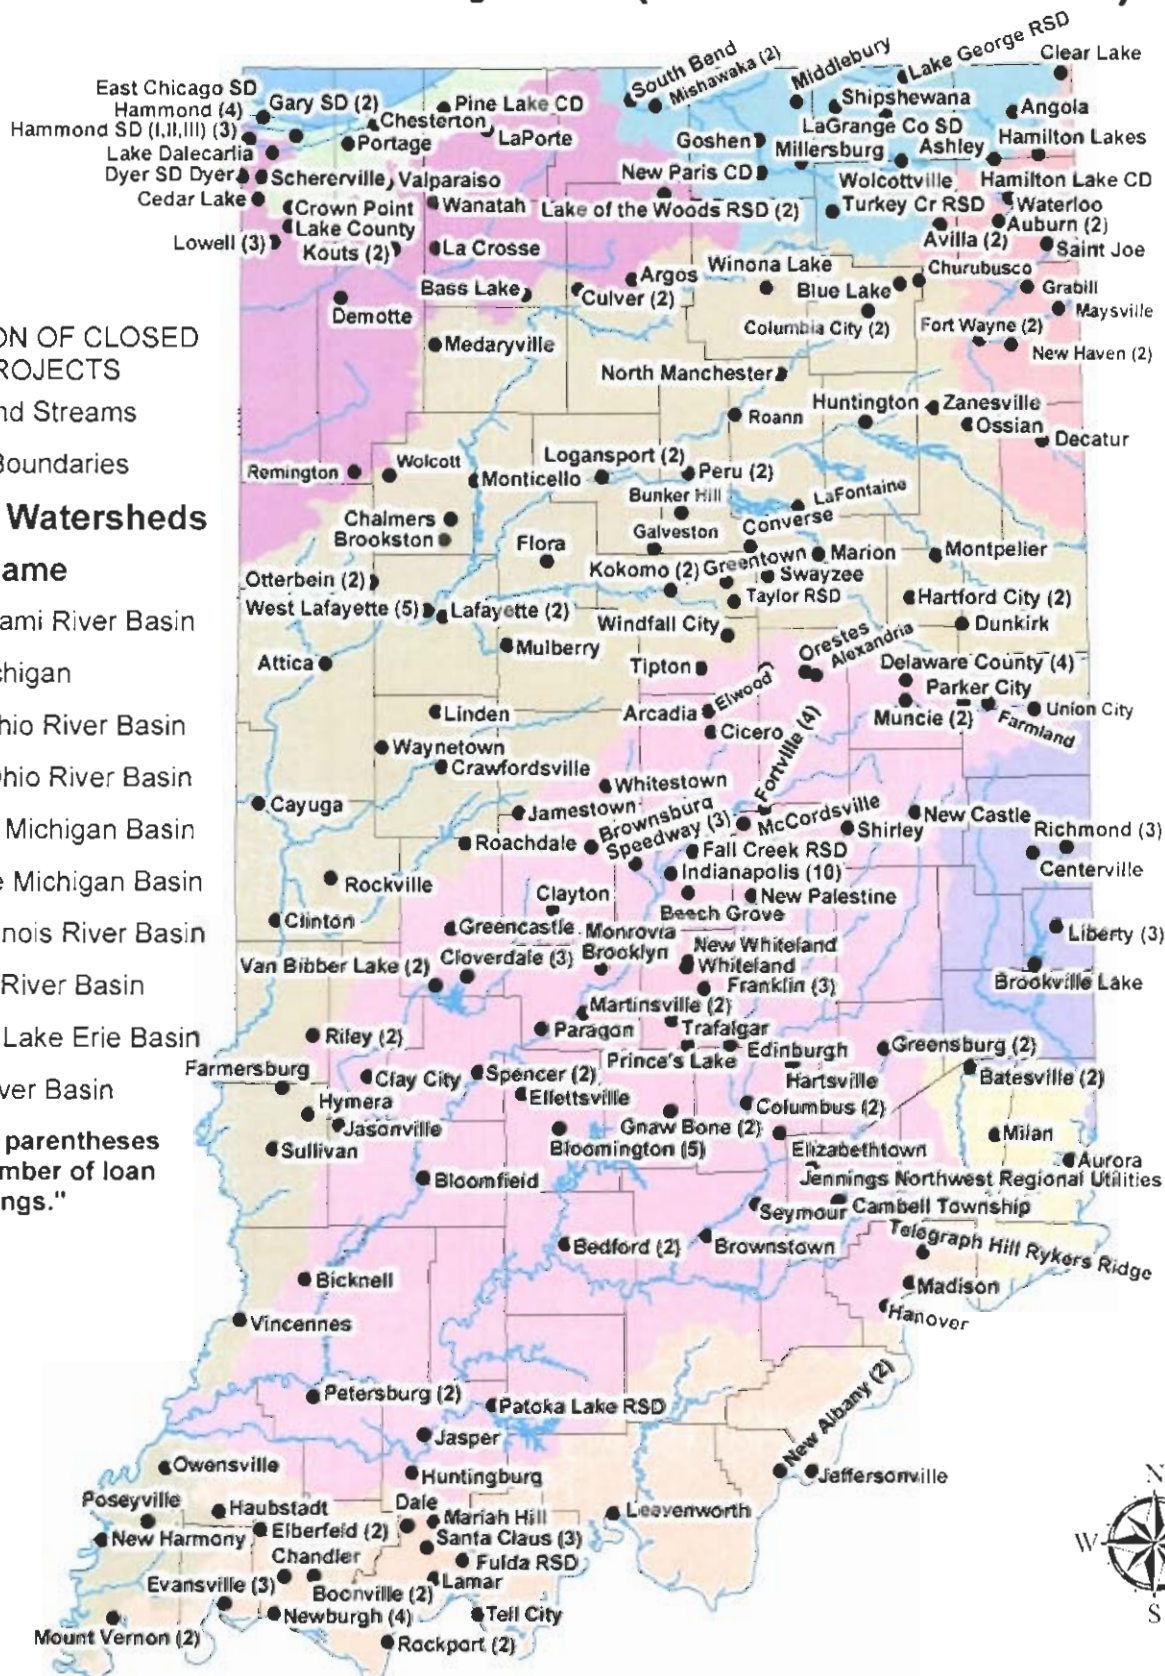 South Bend
Mishawaka (2)
Middlebury
Lake George RSD
Clear Lake
East Chicago SD
Hammond (4)
Gary SD (2)
Pine Lake CD
Shipshewana
Angola
Hammond SD (I,II,III) (3)
Chesterton
Portage
LaPorte
LaGrange Co SD
Goshen
Millersburg
Ashley
Hamilton Lakes
Lake Dalecarlia
Dyer SD Dyer
Schererville
Valparaiso
New Paris CD
Wolcottville
Hamilton Lake CD
Cedar Lake
Crown Point
Wanatah
Lake of the Woods RSD (2)
Turkey Cr RSD
Waterloo
Auburn (2)
Lake County
Lowell (3)
Kouts (2)
La Crosse
Avilla (2)
Saint Joe
Argos
Winona Lake
Churubusco
Bass Lake
Culver (2)
Blue Lake
Grabill
Demotte
Maysville
Columbia City (2)
Fort Wayne (2)
ON OF CLOSED
ROJECTS
Medaryville
New Haven (2)
North Manchester
nd Streams
Roann
Huntington
Zanesville
Ossian
Decatur
Boundaries
Remington
Wolcott
Monticello
Logansport (2)
Peru (2)
Bunker Hill
LaFontaine
Watersheds
Chalmers
Brookston
Flora
Galveston
Converse
ame
Otterbein (2)
Kokomo (2)
Greentown
Marion
Montpelier
Swayzee
Taylor RSD
Hartford City (2)
West Lafayette (5)
Lafayette (2)
ami River Basin
Windfall City
Dunkirk
Mulberry
Orestes
Alexandria
Attica
Tipton
Delaware County (4)
chigan
Elwood
Parker City
Linden
Arcadia
Union City
Muncie (2)
Farmland
hio River Basin
Cicero
Waynetown
Fortville (4)
Crawfordsville
Ohio River Basin
Whitestown
Cayuga
Jamestown
Brownsburg
Speedway (3)
McCordsville
New Castle
Richmond (3)
Michigan Basin
Shirley
Roachdale
Fall Creek RSD
Centerville
e Michigan Basin
Rockville
Indianapolis (10)
Clayton
New Palestine
Clinton
Beech Grove
nois River Basin
Greencastle
Monrovia
Liberty (3)
New Whiteland
Van Bibber Lake (2)
Cloverdale (3)
Brooklyn
Whiteland
River Basin
Franklin (3)
Brookville Lake
Martinsville (2)
Lake Erie Basin
Riley (2)
Paragon
Trafalgar
Prince's Lake
Edinburgh
Greensburg (2)
Farmersburg
Clay City
Spencer (2)
Hartsville
Batesville (2)
ver Basin
Hymera
Ellettsville
Columbus (2)
Jasonville
Gnaw Bone (2)
parentheses
mber of loan
ngs."
Sullivan
Bloomington (5)
Elizabethtown
Milan
Aurora
Bloomfield
Jennings Northwest Regional Utilities
Seymour
Cambell Township
Bedford (2)
Brownstown
Telegraph Hill Rykers Ridge
Bicknell
Madison
Vincennes
Hanover
Petersburg (2)
Patoka Lake RSD
New Albany (2)
Jasper
Owensville
Huntingburg
Jeffersonville
Poseyville
Haubstadt
Dale
Mariah Hill
Leavenworth
New Harmony
Elberfeld (2)
Santa Claus (3)
Chandler
Fulda RSD
Evansville (3)
Boonville (2)
Lamar
Newburgh (4)
Tell City
Mount Vernon (2)
Rockport (2)
N
W
S